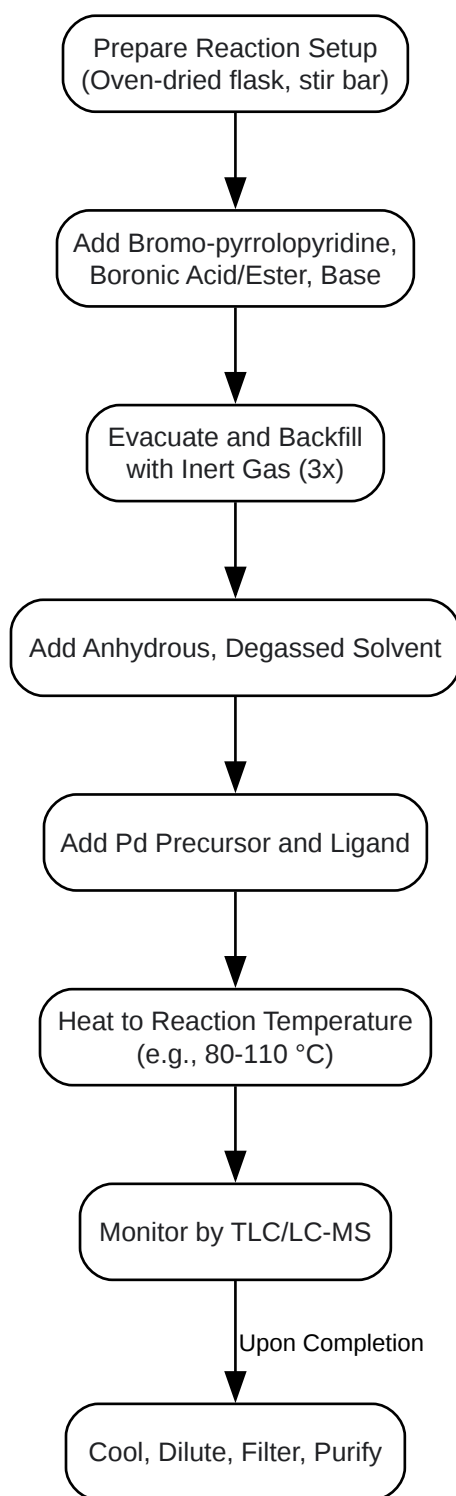 Prepare Reaction Setup
(Oven-dried flask, stir bar)
Add Bromo-pyrrolopyridine,
Boronic Acid/Ester, Base
Evacuate and Backfill
with Inert Gas (3x)
Add Anhydrous, Degassed Solvent
Add Pd Precursor and Ligand
Heat to Reaction Temperature
(e.g., 80-110 °C)
Monitor by TLC/LC-MS
Upon Completion
Cool, Dilute, Filter, Purify